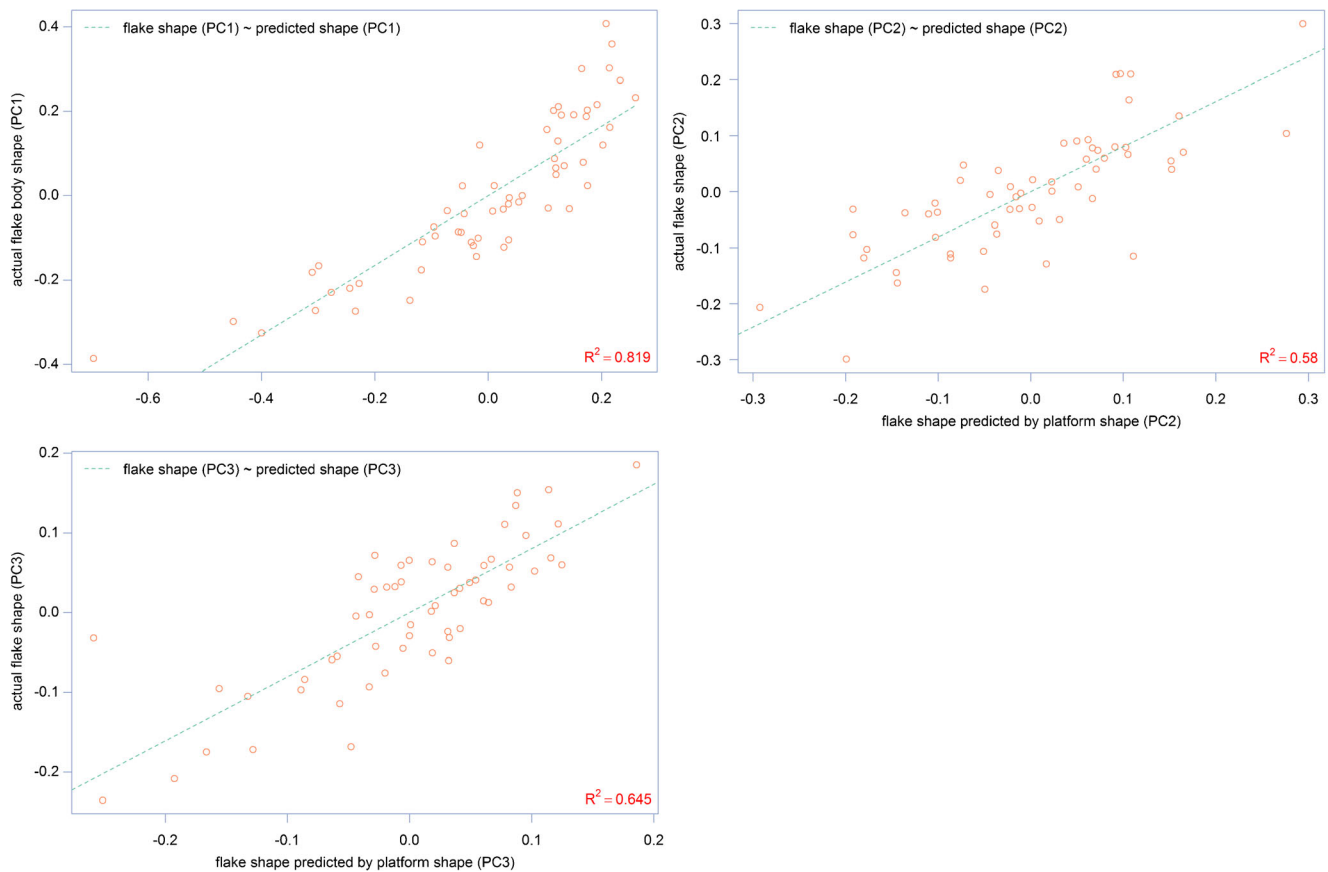 flake shape (PC1) ~ predicted shape (PC1)
actual flake body shape (PC1)
0.4
0.2
0.0
-0.2
-0.4
R² = 0.819
-0.6 -0.4 -0.2 0.0 0.2
flake shape (PC2) ~ predicted shape (PC2)
actual flake shape (PC2)
0.3
0.2
0.1
0.0
-0.1
-0.2
-0.3
R² = 0.58
-0.3 -0.2 -0.1 0.0 0.1 0.2 0.3
flake shape predicted by platform shape (PC2)
flake shape (PC3) ~ predicted shape (PC3)
actual flake shape (PC3)
0.2
0.1
0.0
-0.1
-0.2
R² = 0.645
-0.2 -0.1 0.0 0.1 0.2
flake shape predicted by platform shape (PC3)